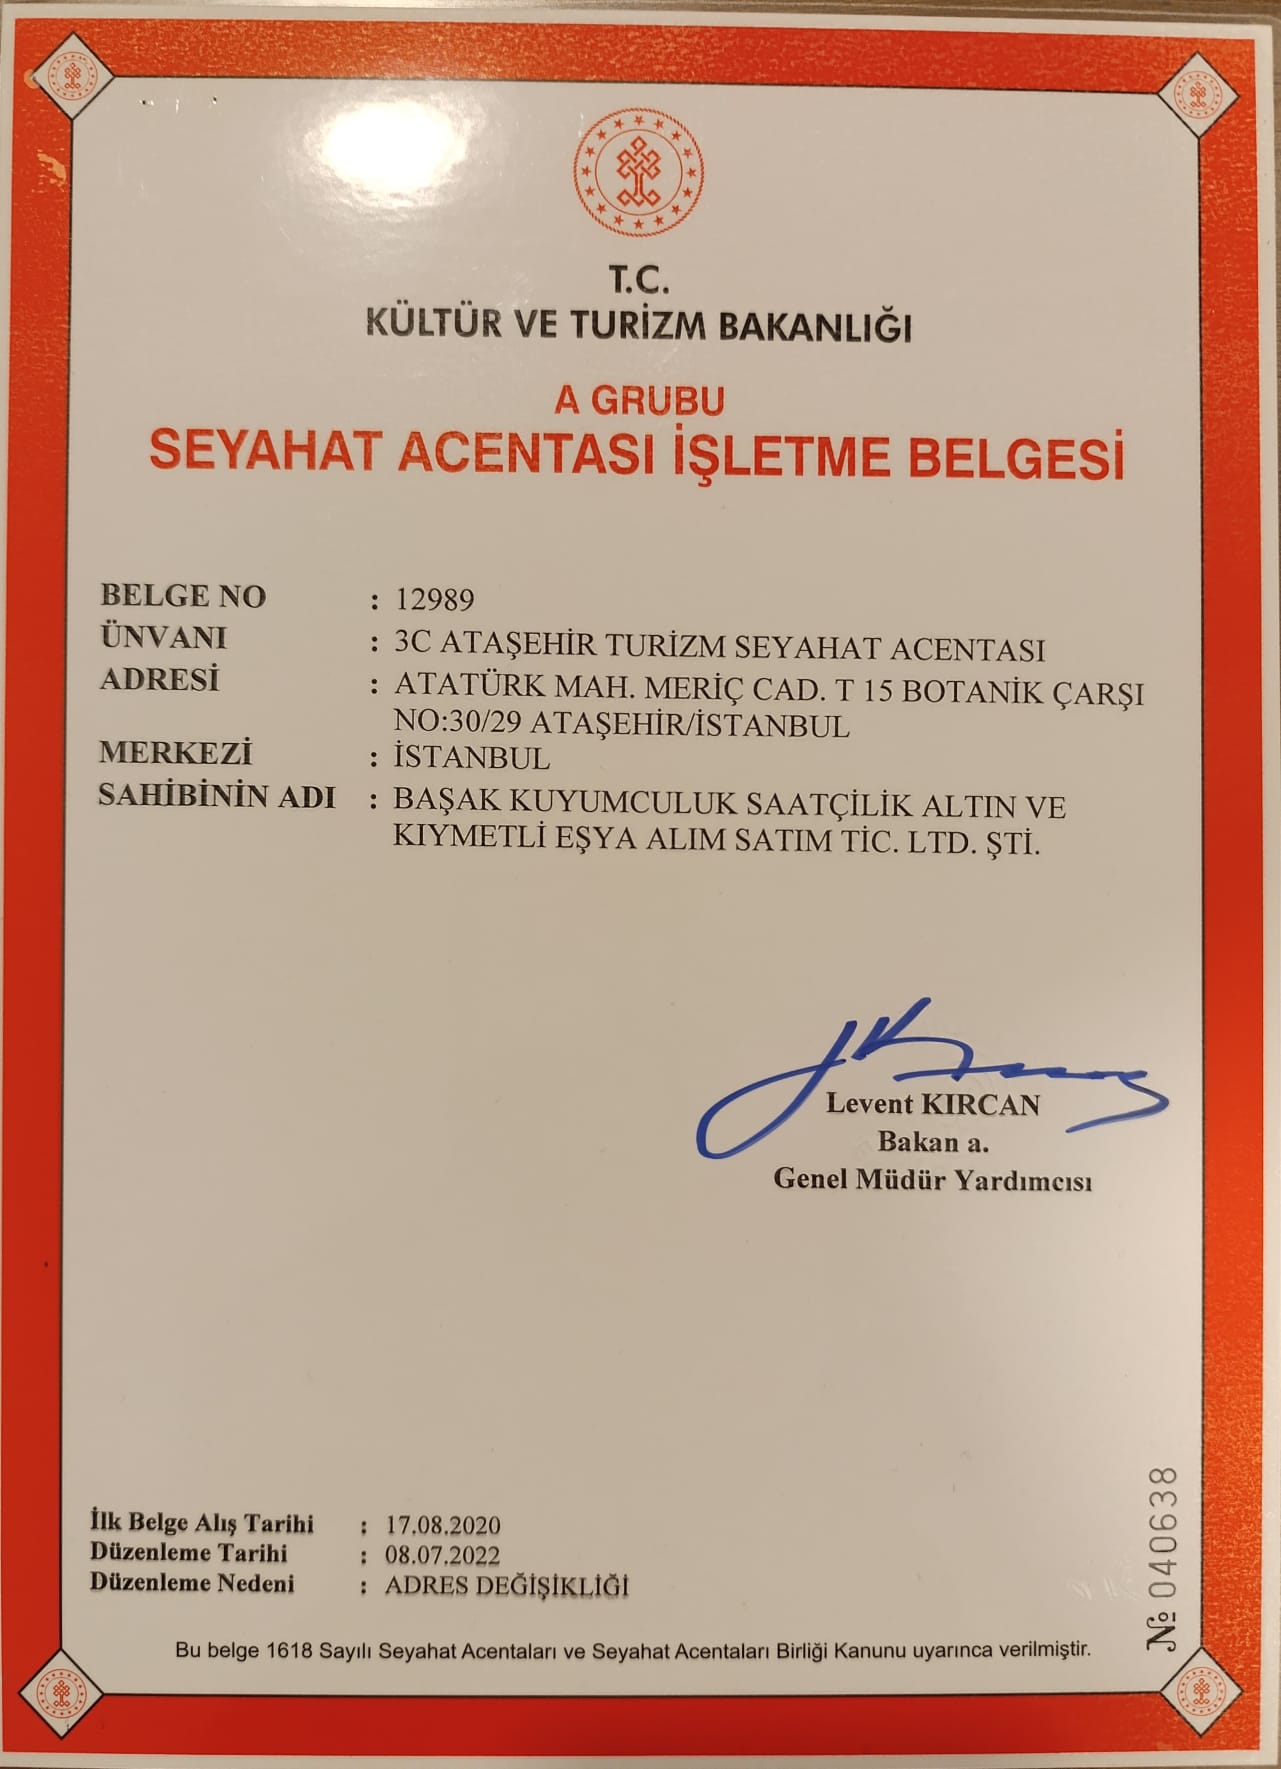 T.C.
KÜLTÜR VE TURİZM BAKANLIĞI
A GRUBU
SEYAHAT ACENTASI İŞLETME BELGESİ
BELGE NO : 12989
ÜNVANI : 3C ATAŞEHİR TURİZM SEYAHAT ACENTASI
ADRESİ : ATATÜRK MAH. MERİÇ CAD. T 15 BOTANİK ÇARŞI
NO:30/29 ATAŞEHİR/İSTANBUL
MERKEZİ : İSTANBUL
SAHİBİNİN ADI : BAŞAK KUYUMCULUK SAATÇİLİK ALTIN VE
KIYMETLİ EŞYA ALIM SATIM TİC. LTD. ŞTİ.
Levent KIRCAN
Bakan a.
Genel Müdür Yardımcısı
İlk Belge Alış Tarihi : 17.08.2020
Düzenleme Tarihi : 08.07.2022
Düzenleme Nedeni : ADRES DEĞİŞİKLİĞİ
№ 040638
Bu belge 1618 Sayılı Seyahat Acentaları ve Seyahat Acentaları Birliği Kanunu uyarınca verilmiştir.